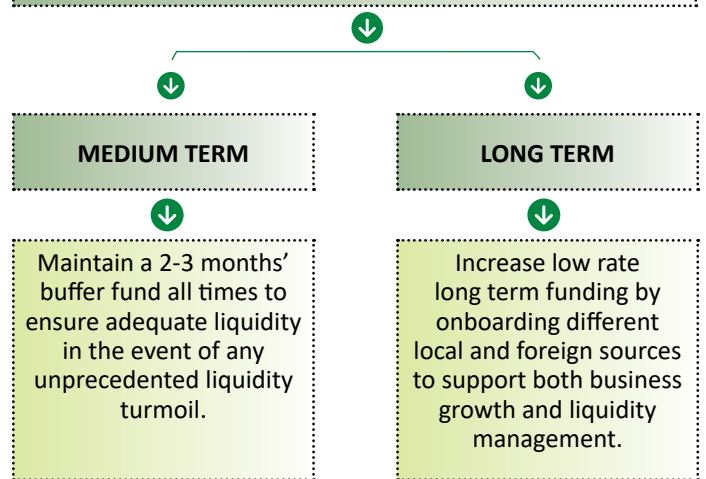 MEDIUM TERM
Maintain a 2-3 months’
buffer fund all times to
ensure adequate liquidity
in the event of any
unprecedented liquidity
turmoil.
LONG TERM
Increase low rate
long term funding by
onboarding different
local and foreign sources
to support both business
growth and liquidity
management.